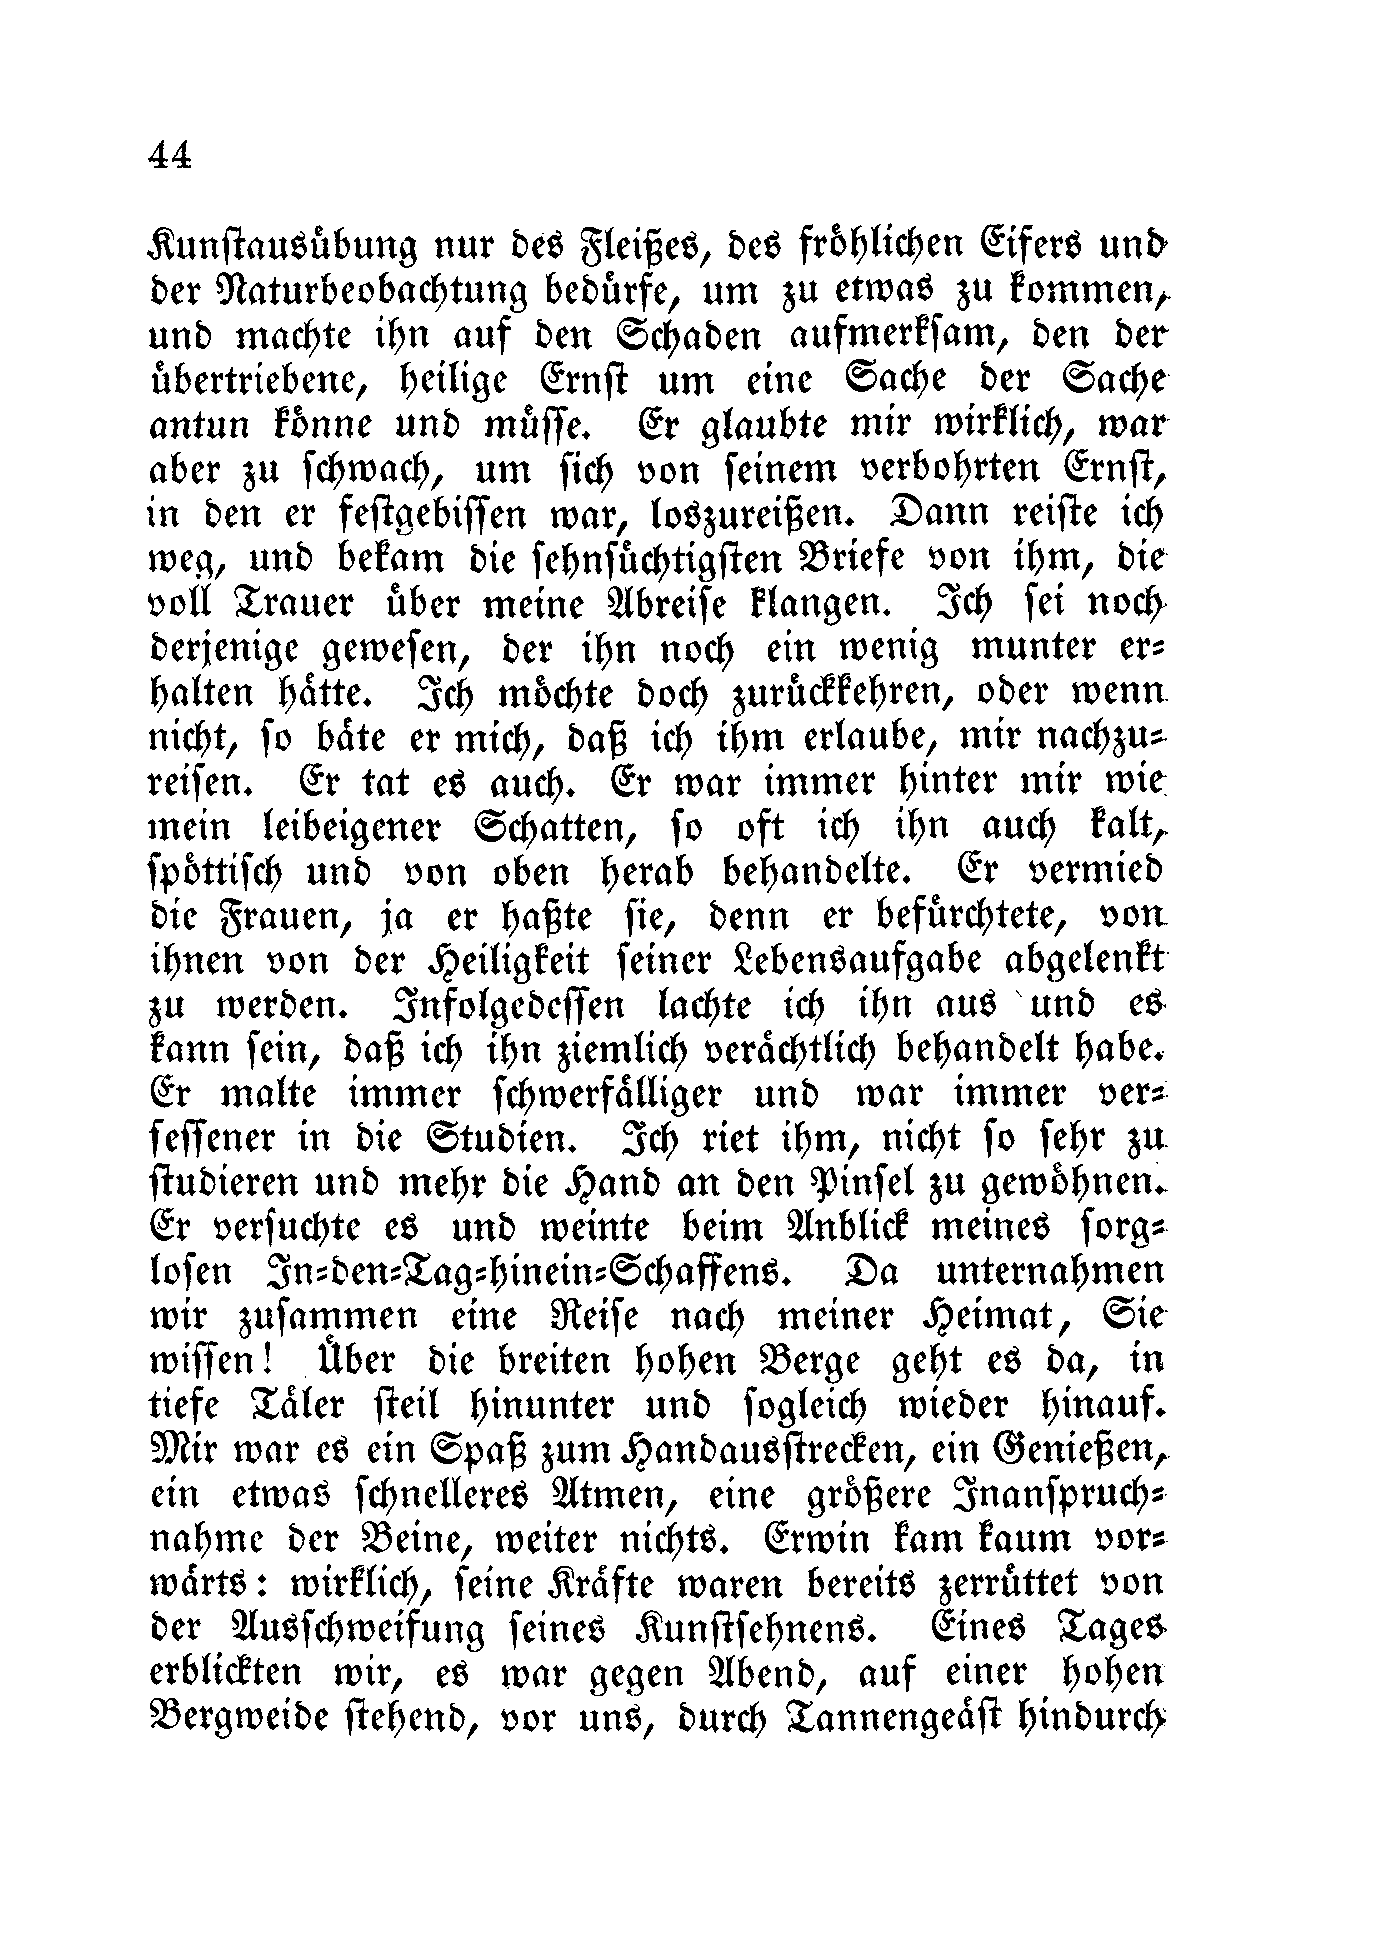 44
Kunstausübung nur des Fleißes, des fröhlichen Eifers und
der Naturbeobachtung bedürfe, um zu etwas zu kommen,
und machte ihn auf den Schaden aufmerksam, den der
übertriebene, heilige Ernst um eine Sache der Sache
antun könne und müsse. Er glaubte mir wirklich, war
aber zu schwach, um sich von seinem verbohrten Ernst,
in den er festgebissen war, loszureißen. Dann reiste ich
weg, und bekam die sehnsüchtigsten Briefe von ihm, die
voll Trauer über meine Abreise klangen. Ich sei noch
derjenige gewesen, der ihn noch ein wenig munter er-
halten hätte. Ich möchte doch zurückkehren, oder wenn
nicht, so bäte er mich, daß ich ihm erlaube, mir nachzu-
reisen. Er tat es auch. Er war immer hinter mir wie
mein leibeigener Schatten, so oft ich ihn auch kalt,
spöttisch und von oben herab behandelte. Er vermied
die Frauen, ja er haßte sie, denn er befürchtete, von
ihnen von der Heiligkeit seiner Lebensaufgabe abgelenkt
zu werden. Infolgedessen lachte ich ihn aus und es
kann sein, daß ich ihn ziemlich verächtlich behandelt habe.
Er malte immer schwerfälliger und war immer ver-
sessener in die Studien. Ich riet ihm, nicht so sehr zu
studieren und mehr die Hand an den Pinsel zu gewöhnen.
Er versuchte es und weinte beim Anblick meines sorg-
losen In-den-Tag-hinein-Schaffens. Da unternahmen
wir zusammen eine Reise nach meiner Heimat, Sie
wissen! Über die breiten hohen Berge geht es da, in
tiefe Täler steil hinunter und sogleich wieder hinauf.
Mir war es ein Spaß zum Handausstrecken, ein Genießen,
ein etwas schnelleres Atmen, eine größere Inanspruch-
nahme der Beine, weiter nichts. Erwin kam kaum vor-
wärts: wirklich, seine Kräfte waren bereits zerrüttet von
der Ausschweifung seines Kunstsehnens. Eines Tages
erblickten wir, es war gegen Abend, auf einer hohen
Bergweide stehend, vor uns, durch Tannengeäst hindurch